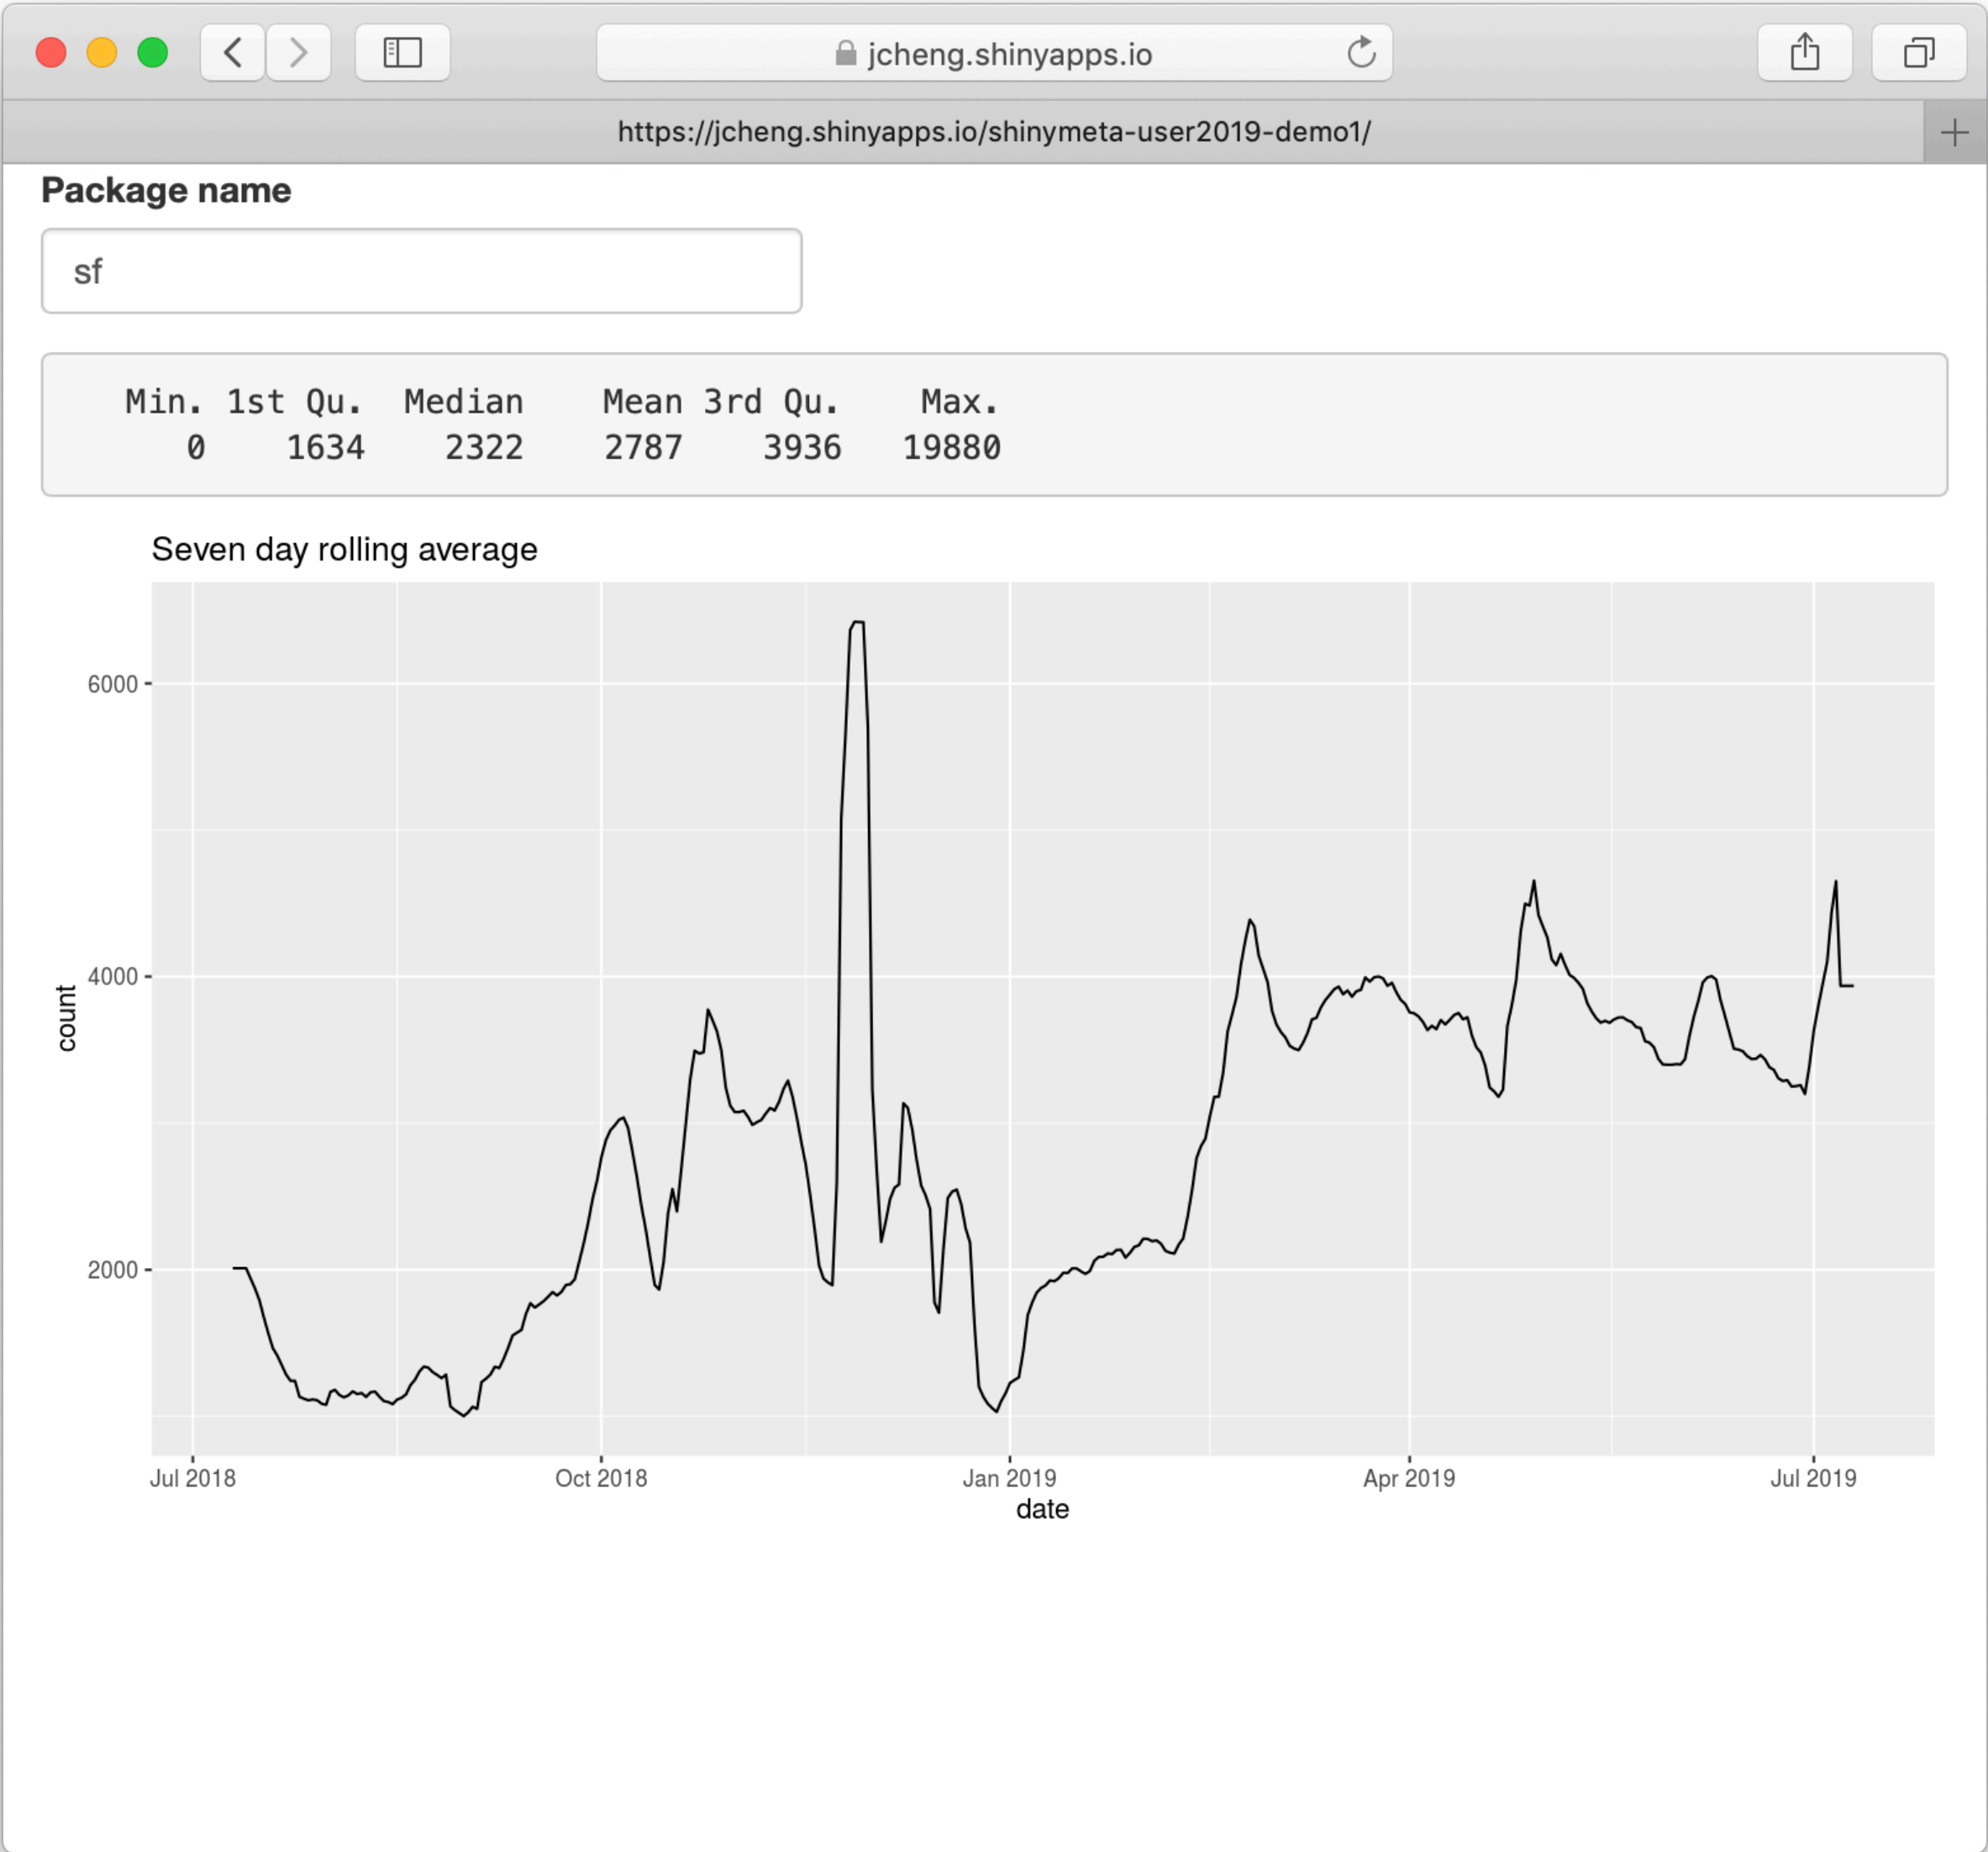 jcheng.shinyapps.io
https://jcheng.shinyapps.io/shinymeta-user2019-demo1/
Package name
sf
Min. 1st Qu. Median Mean 3rd Qu. Max.
0 1634 2322 2787 3936 19880
Seven day rolling average
6000
4000
2000
count
Jul 2018 Oct 2018 Jan 2019 Apr 2019 Jul 2019
date